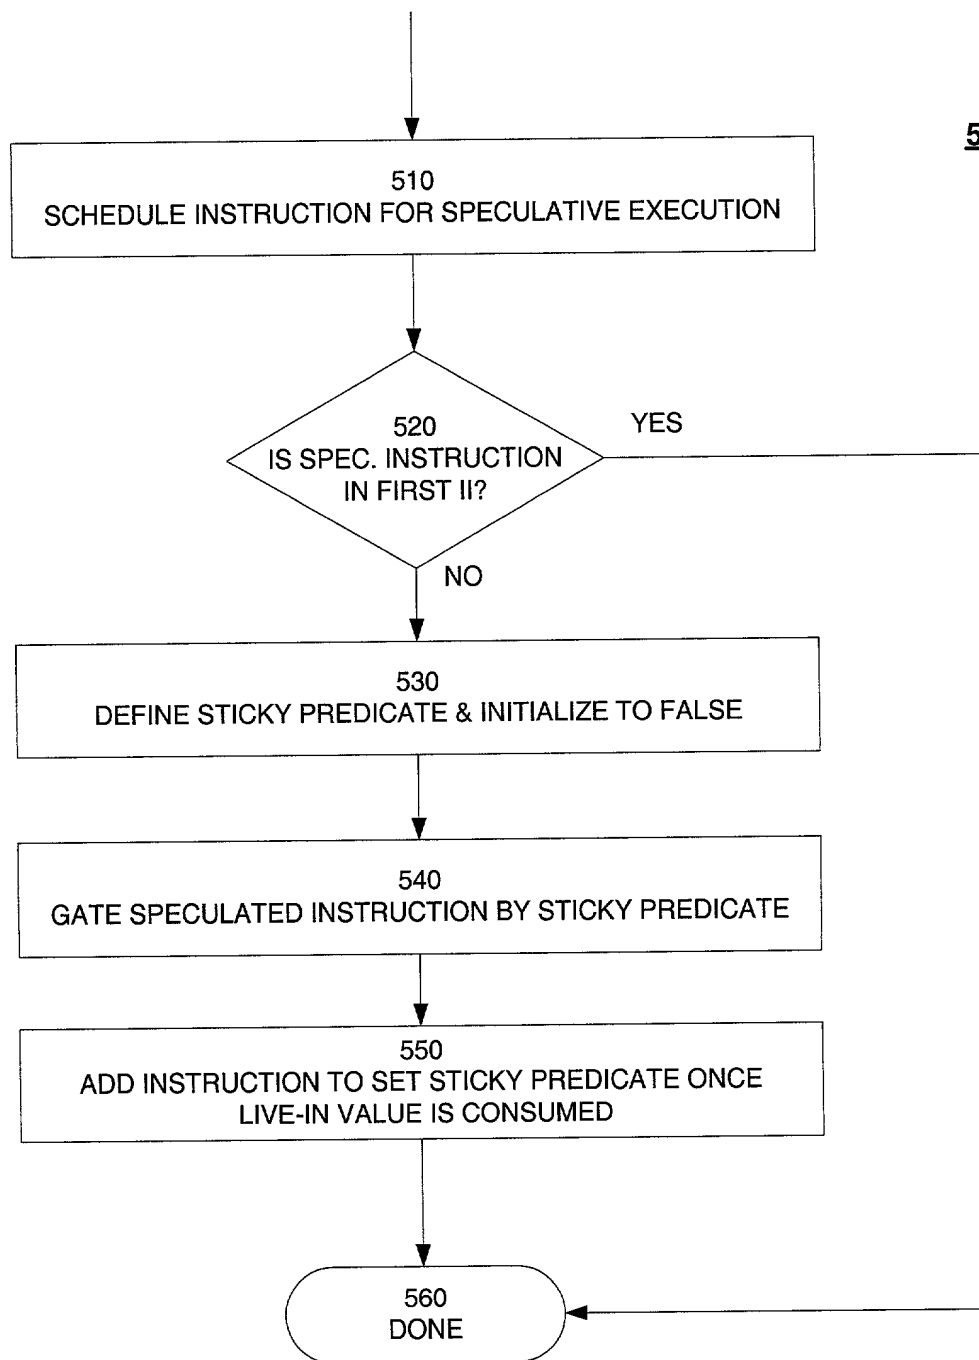 5
510
SCHEDULE INSTRUCTION FOR SPECULATIVE EXECUTION
520
IS SPEC. INSTRUCTION
IN FIRST II?
YES
NO
530
DEFINE STICKY PREDICATE & INITIALIZE TO FALSE
540
GATE SPECULATED INSTRUCTION BY STICKY PREDICATE
550
ADD INSTRUCTION TO SET STICKY PREDICATE ONCE
LIVE-IN VALUE IS CONSUMED
560
DONE